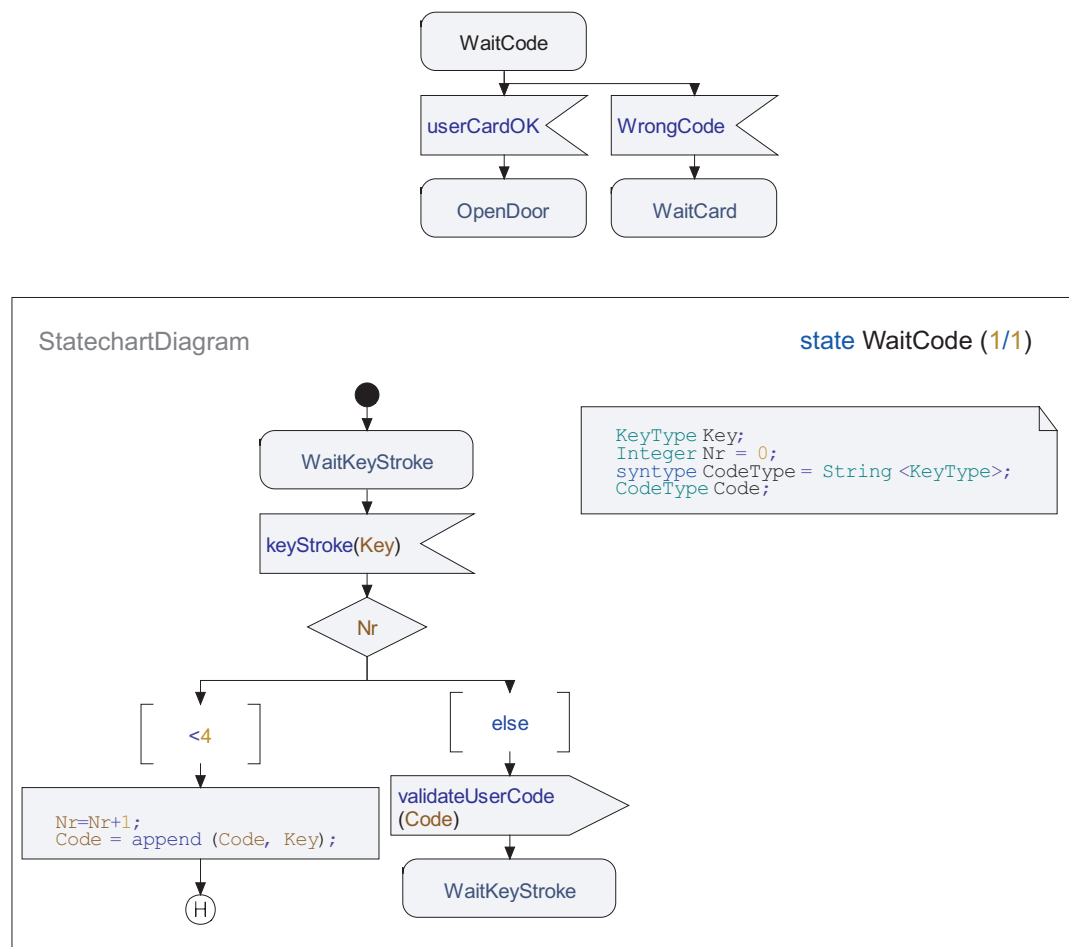 WaitCode
userCardOK
WrongCode
OpenDoor
WaitCard
StatechartDiagram
state WaitCode (1/1)
WaitKeyStroke
KeyType Key;
Integer Nr = 0;
syntype CodeType = String <KeyType>;
CodeType Code;
keyStroke(Key)
Nr
<4
else
Nr=Nr+1;
Code = append (Code, Key);
validateUserCode
(Code)
H
WaitKeyStroke